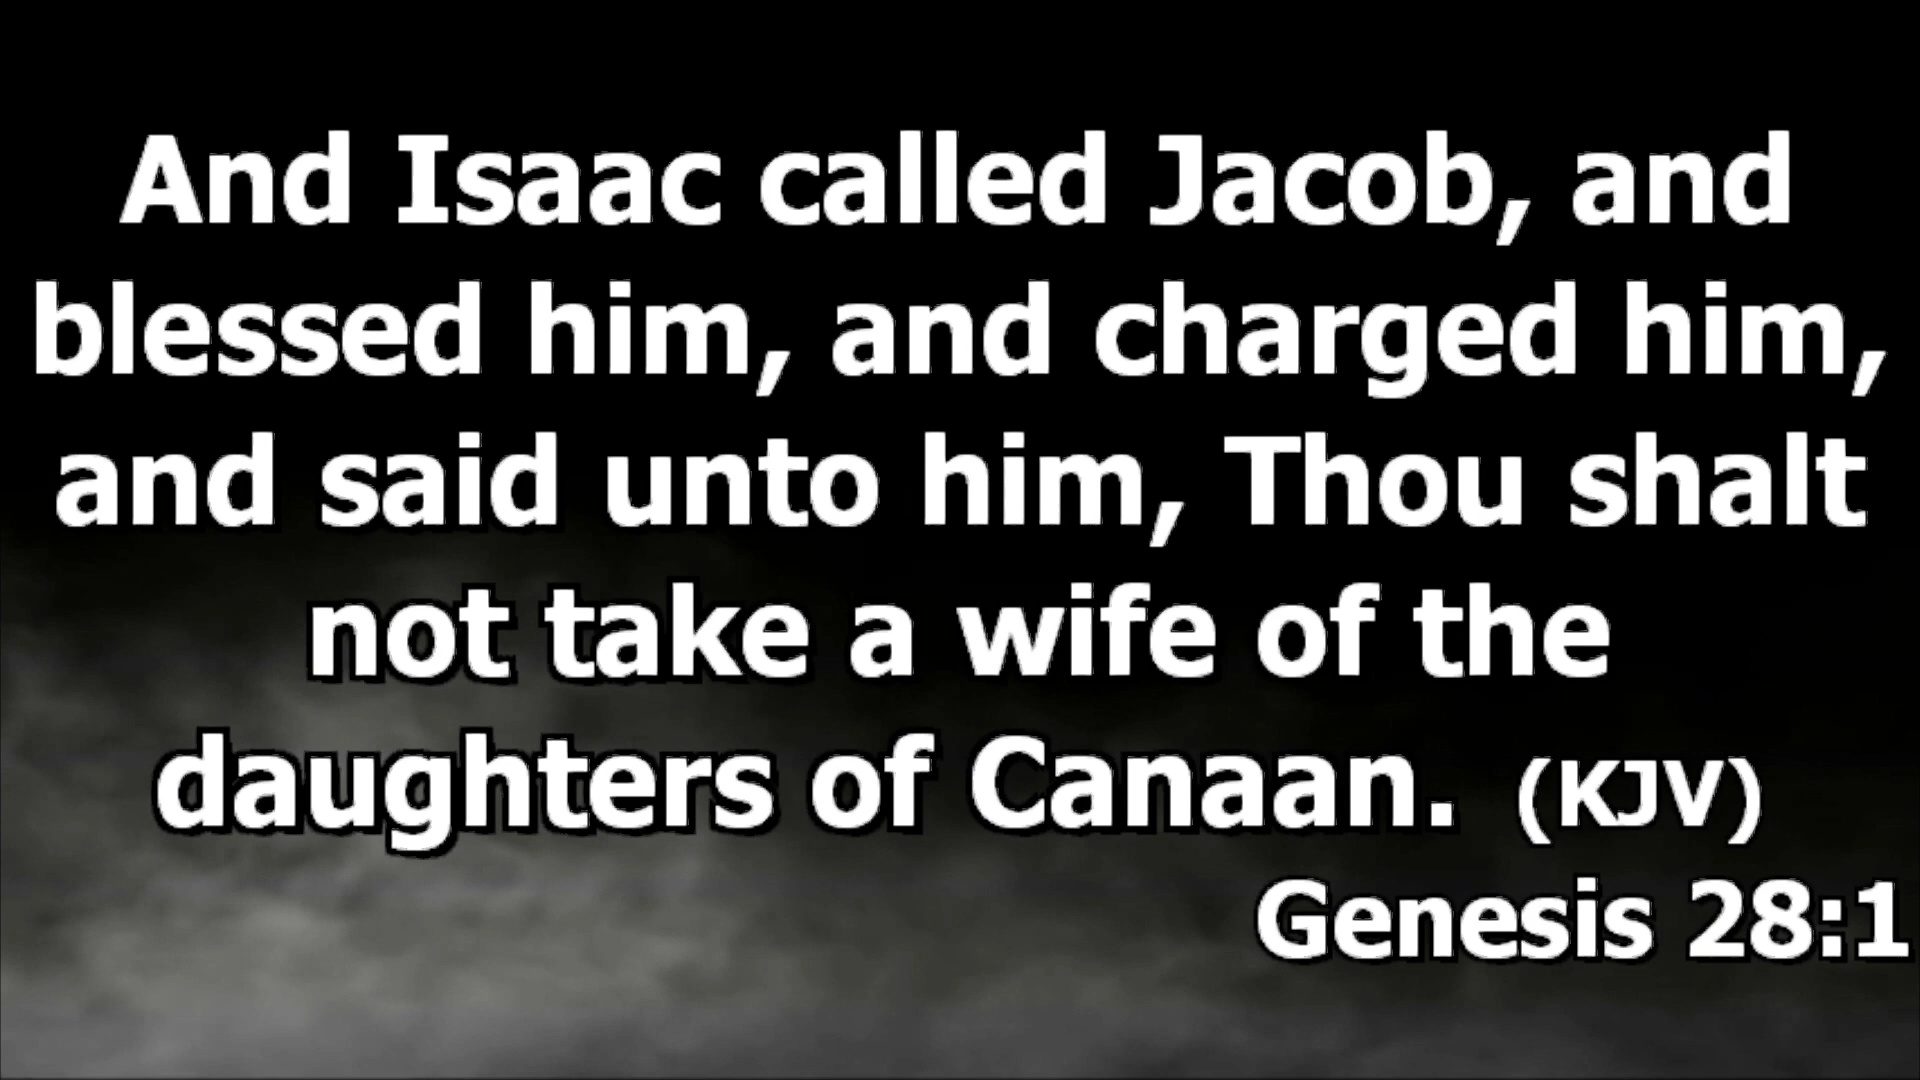 And Isaac called Jacob, and
blessed him, and charged him,
and said unto him, Thou shalt
not take a wife of the
daughters of Canaan. (KJV)
Genesis 28:1